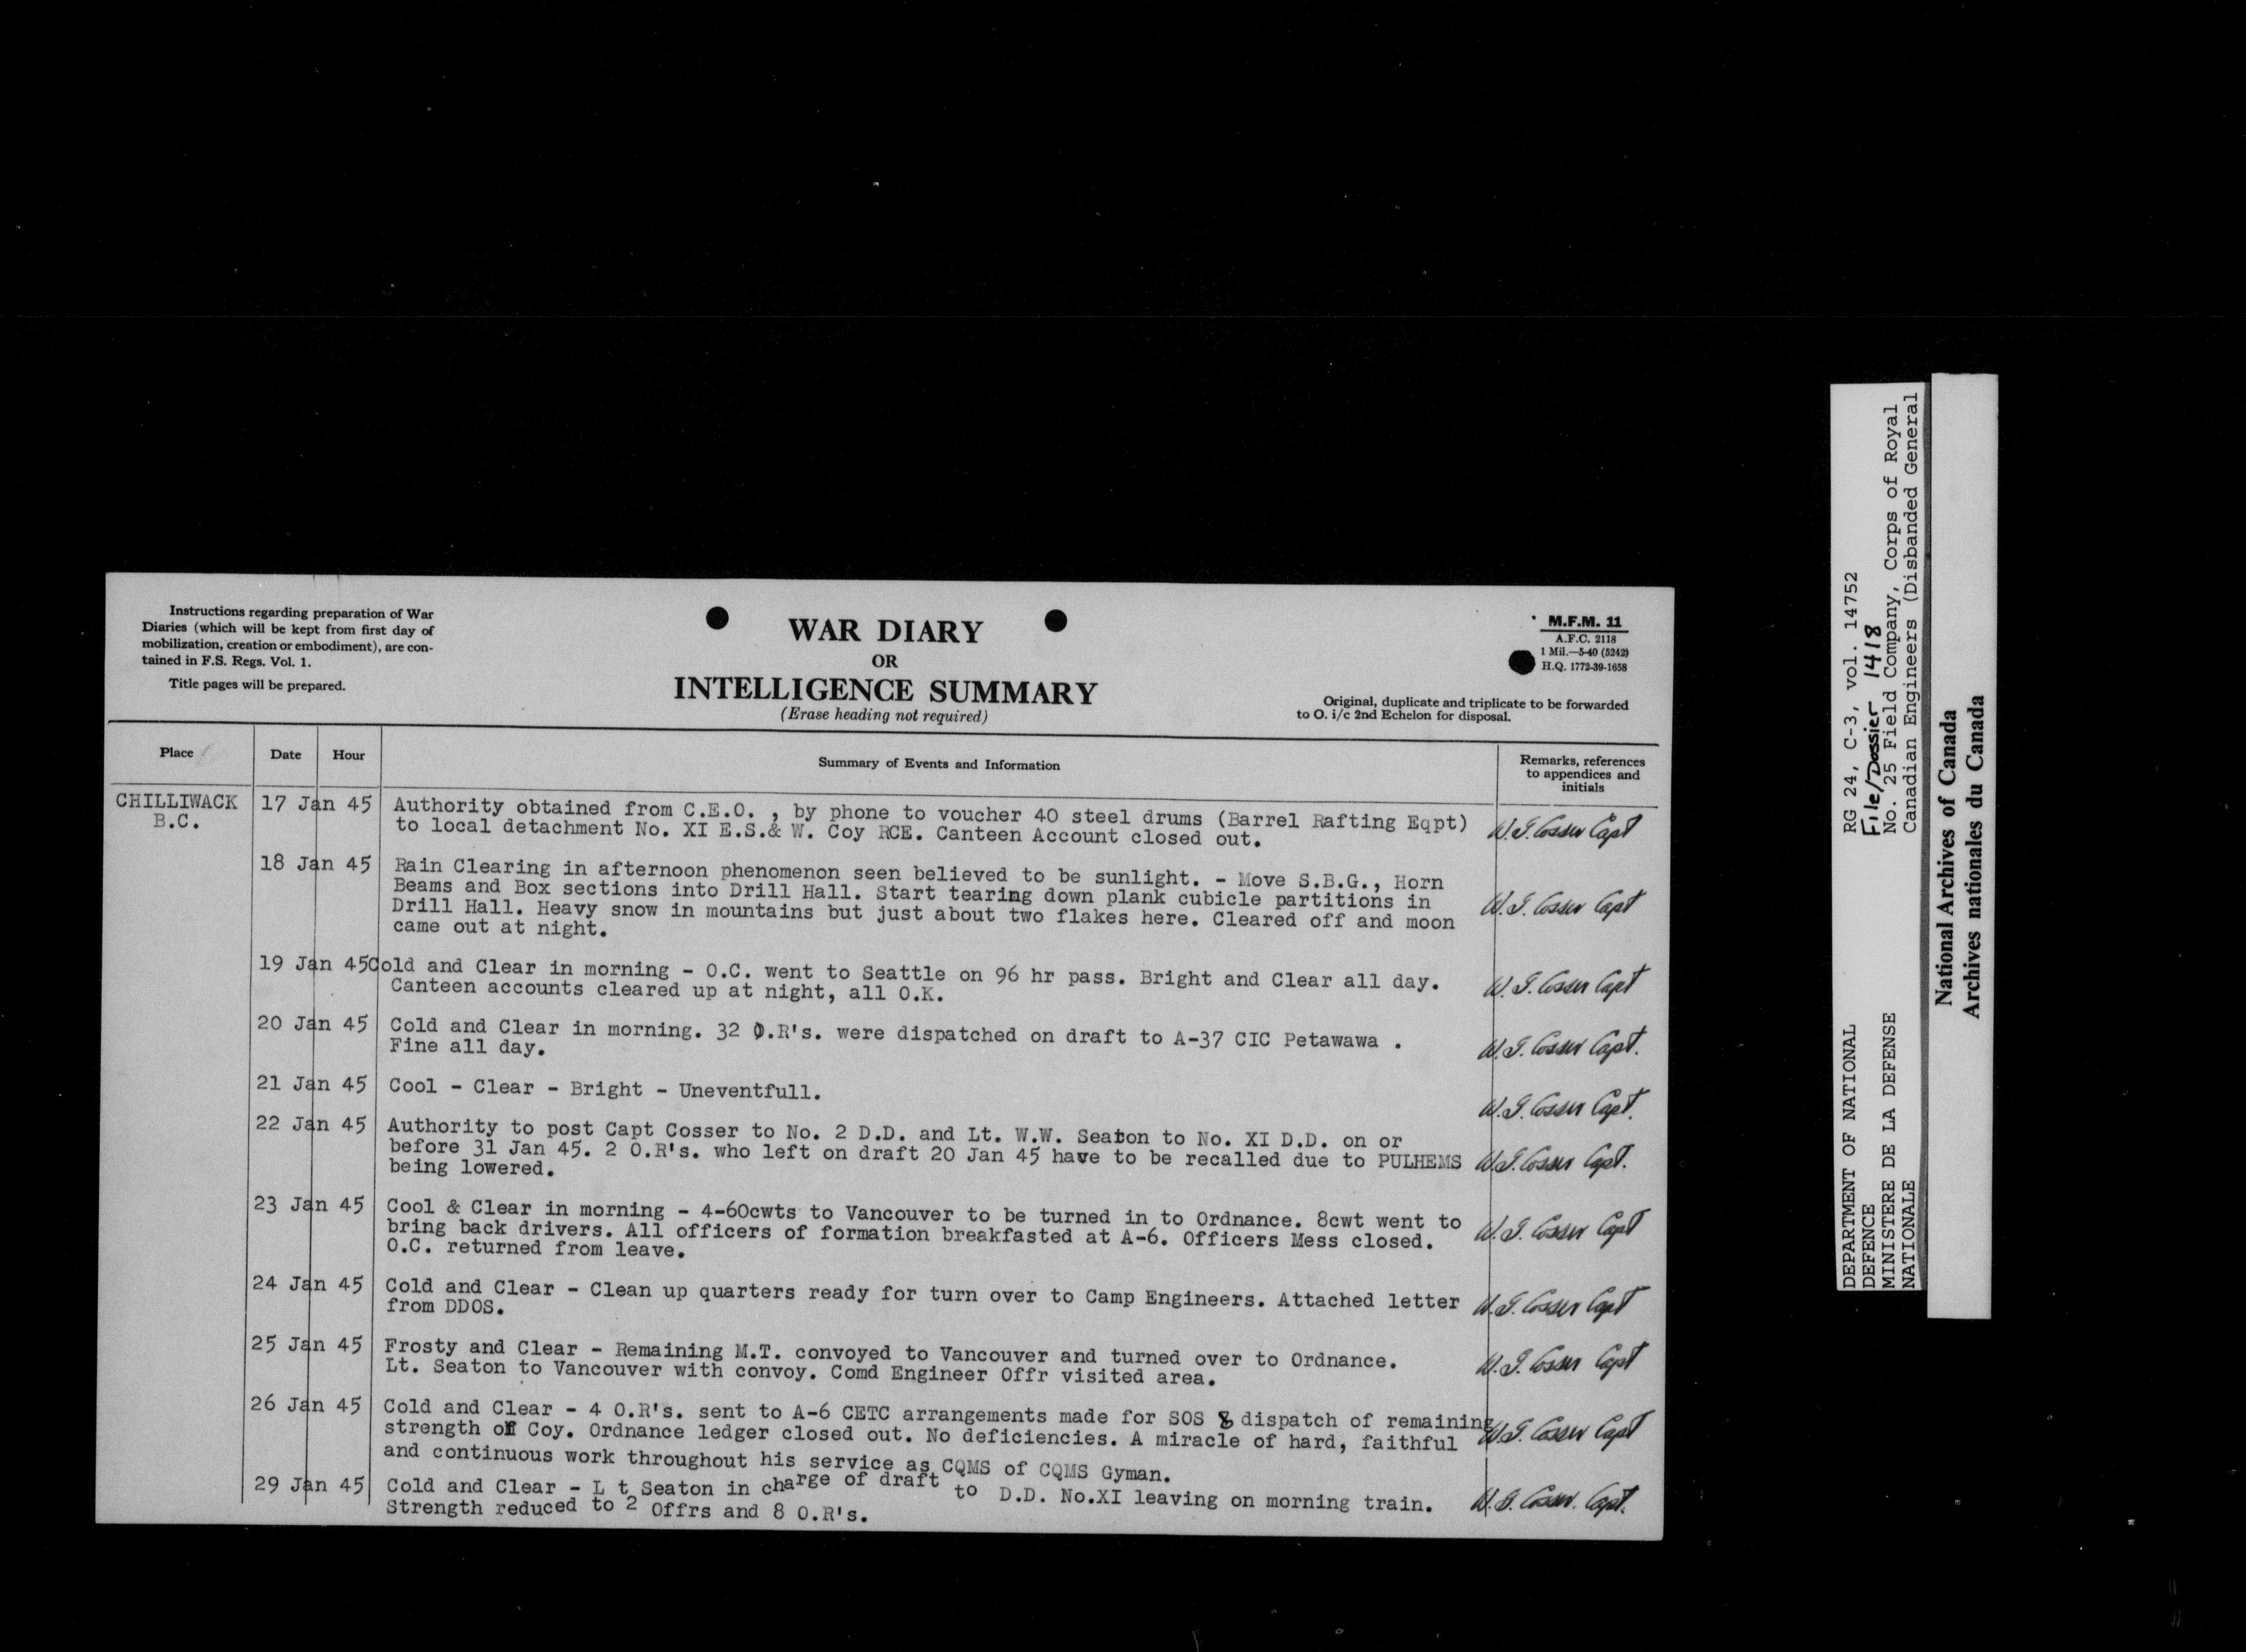 Instructions regarding preparation of War
Diaries (which will be kept from first day of
mobilization, creation or embodiment), are con-
tained in F.S. Regs. Vol. 1.
Title pages will be prepared.
WAR DIARY
OR
INTELLIGENCE SUMMARY
(Erase heading not required)
M.F.M. 11
A.F.C. 2118
1 Mil.—5-40 (5242)
H.Q. 1772-39-1658
Original, duplicate and triplicate to be forwarded
to O. i/c 2nd Echelon for disposal.
Place
Date
Hour
Summary of Events and Information
Remarks, references
to appendices and
initials
CHILLIWACK
B.C.
17 Jan 45
Authority obtained from C.E.O. , by phone to voucher 40 steel drums (Barrel Rafting Eqpt)
to local detachment No. XI E.S.& W. Coy RCE. Canteen Account closed out.
W.G. Cosser Capt
18 Jan 45
Rain Clearing in afternoon phenomenon seen believed to be sunlight. - Move S.B.G., Horn
Beams and Box sections into Drill Hall. Start tearing down plank cubicle partitions in
Drill Hall. Heavy snow in mountains but just about two flakes here. Cleared off and moon
came out at night.
W.G. Cosser Capt
19 Jan 45
Cold and Clear in morning - O.C. went to Seattle on 96 hr pass. Bright and Clear all day.
Canteen accounts cleared up at night, all O.K.
W.G. Cosser Capt
20 Jan 45
Cold and Clear in morning. 32 O.R's. were dispatched on draft to A-37 CIC Petawawa .
Fine all day.
W.G. Cosser Capt.
21 Jan 45
Cool - Clear - Bright - Uneventfull.
W.G. Cosser Capt.
22 Jan 45
Authority to post Capt Cosser to No. 2 D.D. and Lt. W.W. Seaton to No. XI D.D. on or
before 31 Jan 45. 2 O.R's. who left on draft 20 Jan 45 have to be recalled due to PULHEMS
being lowered.
W.G. Cosser Capt.
23 Jan 45
Cool & Clear in morning - 4-60cwts to Vancouver to be turned in to Ordnance. 8cwt went to
bring back drivers. All officers of formation breakfasted at A-6. Officers Mess closed.
O.C. returned from leave.
W.G. Cosser Capt
24 Jan 45
Cold and Clear - Clean up quarters ready for turn over to Camp Engineers. Attached letter
from DDOS.
W.G. Cosser Capt
25 Jan 45
Frosty and Clear - Remaining M.T. convoyed to Vancouver and turned over to Ordnance.
Lt. Seaton to Vancouver with convoy. Comd Engineer Offr visited area.
W.G. Cosser Capt
26 Jan 45
Cold and Clear - 4 O.R's. sent to A-6 CETC arrangements made for SOS & dispatch of remaining
strength of Coy. Ordnance ledger closed out. No deficiencies. A miracle of hard, faithful
and continuous work throughout his service as CQMS of CQMS Gyman.
W.G. Cosser Capt
29 Jan 45
Cold and Clear - L t Seaton in charge of draft to D.D. No.XI leaving on morning train.
Strength reduced to 2 Offrs and 8 O.R's.
W.G. Cosser. Capt.
DEPARTMENT OF NATIONAL
DEFENCE
MINISTERE DE LA DEFENSE
NATIONALE
RG 24, C-3, vol. 14752
File/Dossier 1418
No. 25 Field Company, Corps of Royal
Canadian Engineers (Disbanded General
National Archives of Canada
Archives nationales du Canada